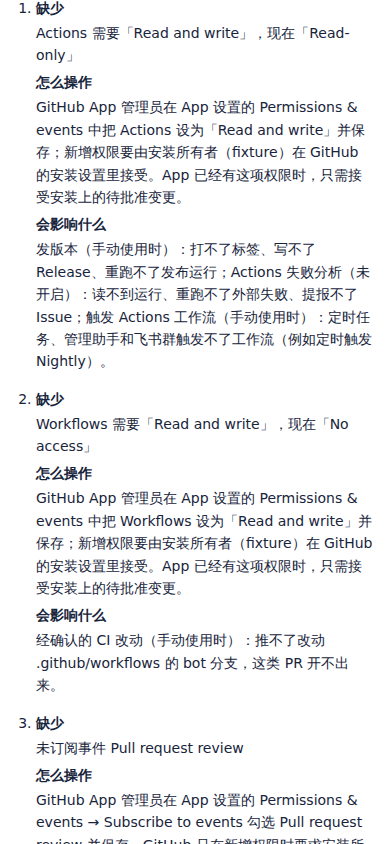 1. 缺少
Actions 需要「Read and write」，现在「Read-
only」
怎么操作
GitHub App 管理员在 App 设置的 Permissions &
events 中把 Actions 设为「Read and write」并保
存；新增权限要由安装所有者（fixture）在 GitHub
的安装设置里接受。App 已经有这项权限时，只需接
受安装上的待批准变更。
会影响什么
发版本（手动使用时）：打不了标签、写不了
Release、重跑不了发布运行；Actions 失败分析（未
开启）：读不到运行、重跑不了外部失败、提报不了
Issue；触发 Actions 工作流（手动使用时）：定时任
务、管理助手和飞书群触发不了工作流（例如定时触发
Nightly）。
2. 缺少
Workflows 需要「Read and write」，现在「No
access」
怎么操作
GitHub App 管理员在 App 设置的 Permissions &
events 中把 Workflows 设为「Read and write」并
保存；新增权限要由安装所有者（fixture）在 GitHub
的安装设置里接受。App 已经有这项权限时，只需接
受安装上的待批准变更。
会影响什么
经确认的 CI 改动（手动使用时）：推不了改动
.github/workflows 的 bot 分支，这类 PR 开不出
来。
3. 缺少
未订阅事件 Pull request review
怎么操作
GitHub App 管理员在 App 设置的 Permissions &
events → Subscribe to events 勾选 Pull request
review 并保存。GitHub 只在新增权限时要求安装所